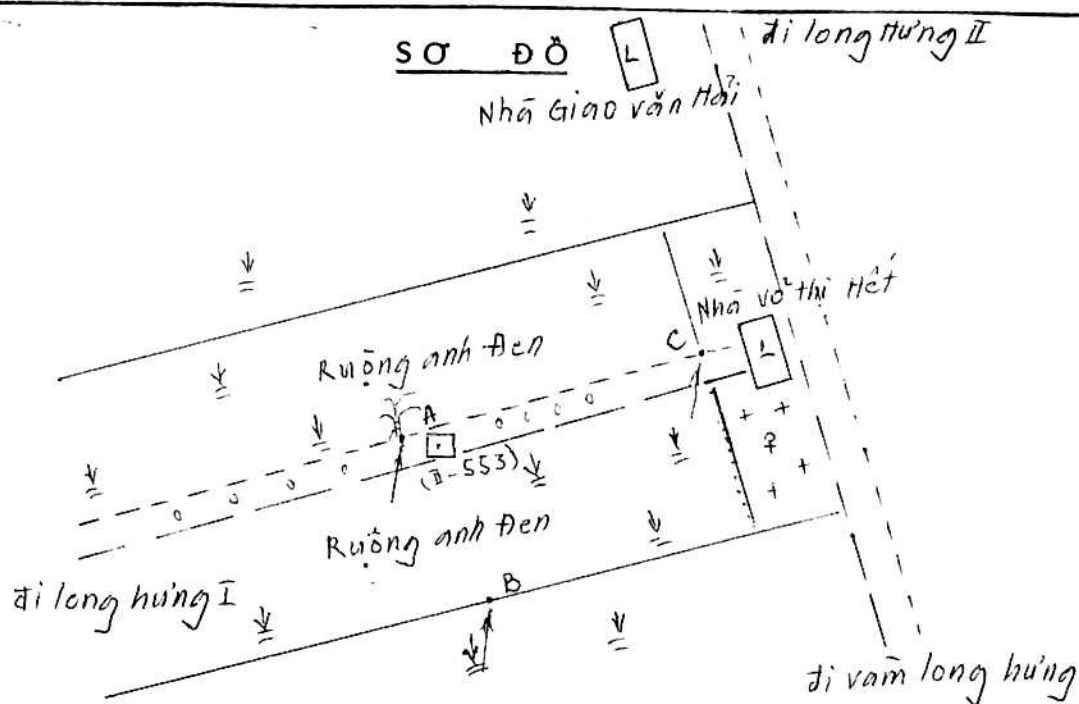 SƠ ĐỒ
L
đi long Hưng II
Nhà Giao văn Hải
Nhà võ thị Hết
C
L
Ruộng anh Đen
A
(II-553)
Ruộng anh Đen
đi long hưng I
B
đi vàm long hưng